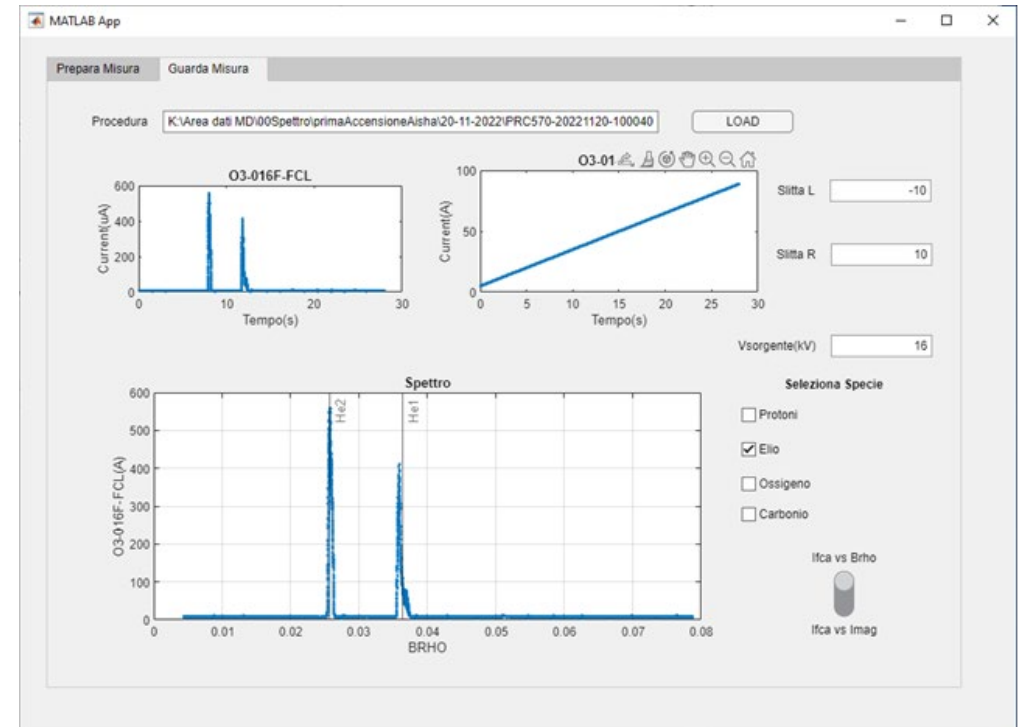 MATLAB App
Prepara Misura Guarda Misura
Procedura K:\Area dati MD\00Spettro\primaAccensioneAisha\20-11-2022\PRC570-20221120-100040 LOAD
O3-016F-FCL
600
400
200
0
Current(uA)
0 10 20 30
Tempo(s)
O3-01
100
50
0
Current(A)
0 5 10 15 20 25 30
Tempo(s)
Slitta L -10
Slitta R 10
Vsorgente(kV) 16
Spettro
600
500
400
300
200
100
0
O3-016F-FCL(A)
He2
He1
0 0.01 0.02 0.03 0.04 0.05 0.06 0.07 0.08
BRHO
Seleziona Specie
Protoni
Elio
Ossigeno
Carbonio
Ifca vs Brho
Ifca vs Imag